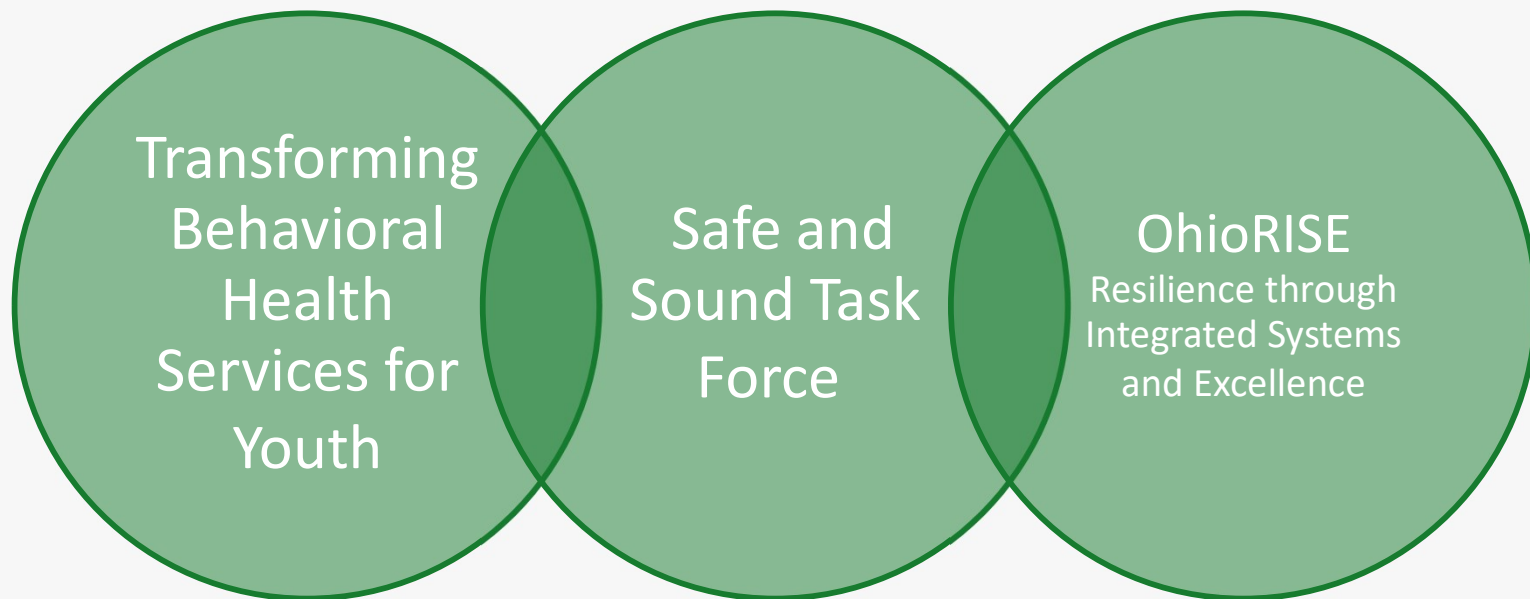 Transforming
Behavioral
Health
Services for
Youth
Safe and
Sound Task
Force
OhioRISE
Resilience through
Integrated Systems
and Excellence